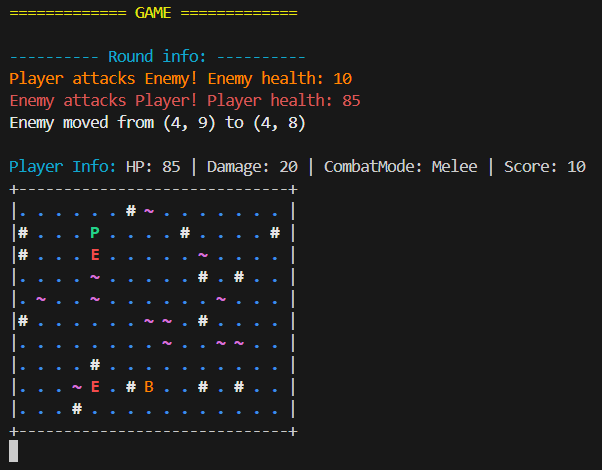 ============= GAME =============
---------- Round info: ----------
Player attacks Enemy! Enemy health: 10
Enemy attacks Player! Player health: 85
Enemy moved from (4, 9) to (4, 8)
Player Info: HP: 85 | Damage: 20 | CombatMode: Melee | Score: 10
+------------------------------+
|. . . . . . # ~ . . . . . . . |
|# . . . P . . . . # . . . . # |
|# . . . E . . . . . ~ . . . . |
|. . . . ~ . . . . . # . # . . |
|. ~ . . ~ . . . . . . ~ . . . |
|# . . . . . . ~ ~ . # . . . . |
|. . . . . . . . ~ . . ~ ~ . . |
|. . . . # . . . . . . . . . . |
|. . . ~ E . # B . . # . # . . |
|. . . # . . . . . . . . . . . |
+------------------------------+